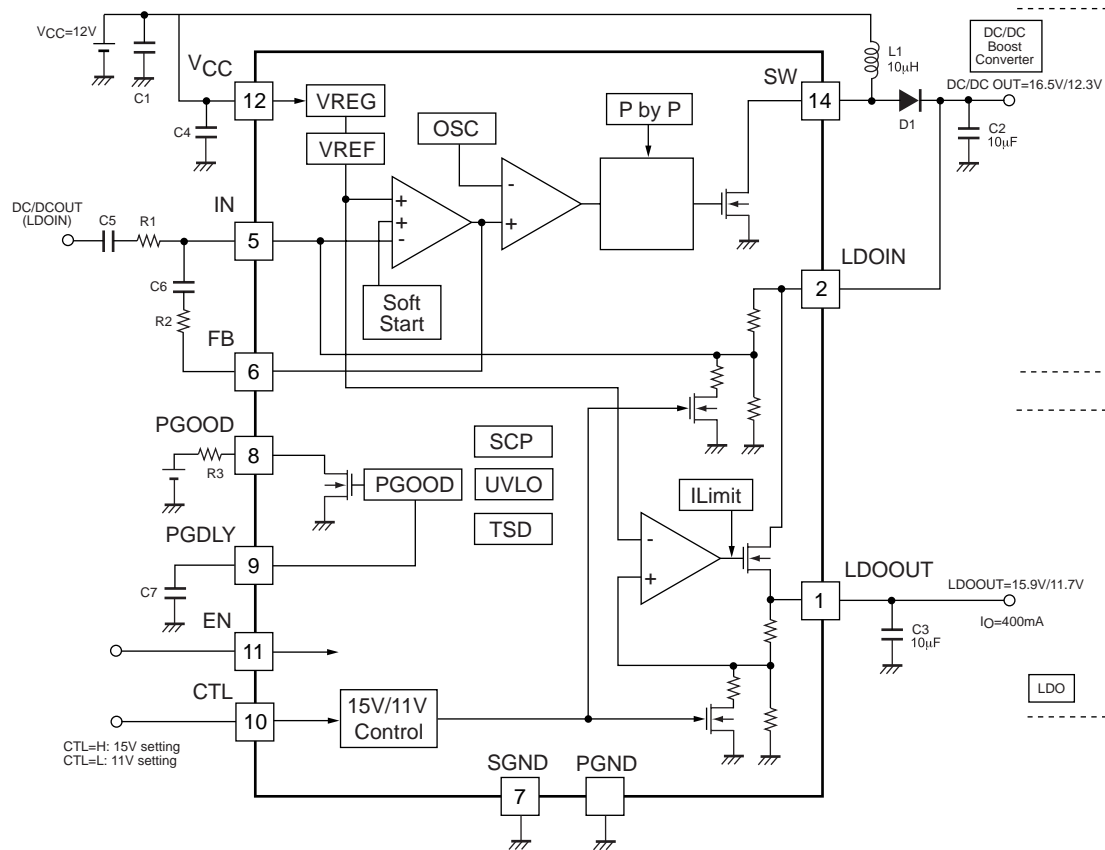 VCC=12V
C1
VCC
12
C4
VREG
VREF
OSC
P by P
SW
14
L1
10μH
D1
DC/DC
Boost
Converter
DC/DC OUT=16.5V/12.3V
C2
10μF
DC/DCOUT
(LDOIN)
C5
R1
IN
5
+
+
-
-
+
Soft
Start
C6
R2
FB
6
LDOIN
2
PGOOD
8
R3
PGOOD
SCP
UVLO
TSD
ILimit
-
+
PGDLY
9
C7
LDOOUT
1
LDOOUT=15.9V/11.7V
IO=400mA
C3
10μF
EN
11
CTL
10
15V/11V
Control
CTL=H: 15V setting
CTL=L: 11V setting
LDO
SGND
7
PGND